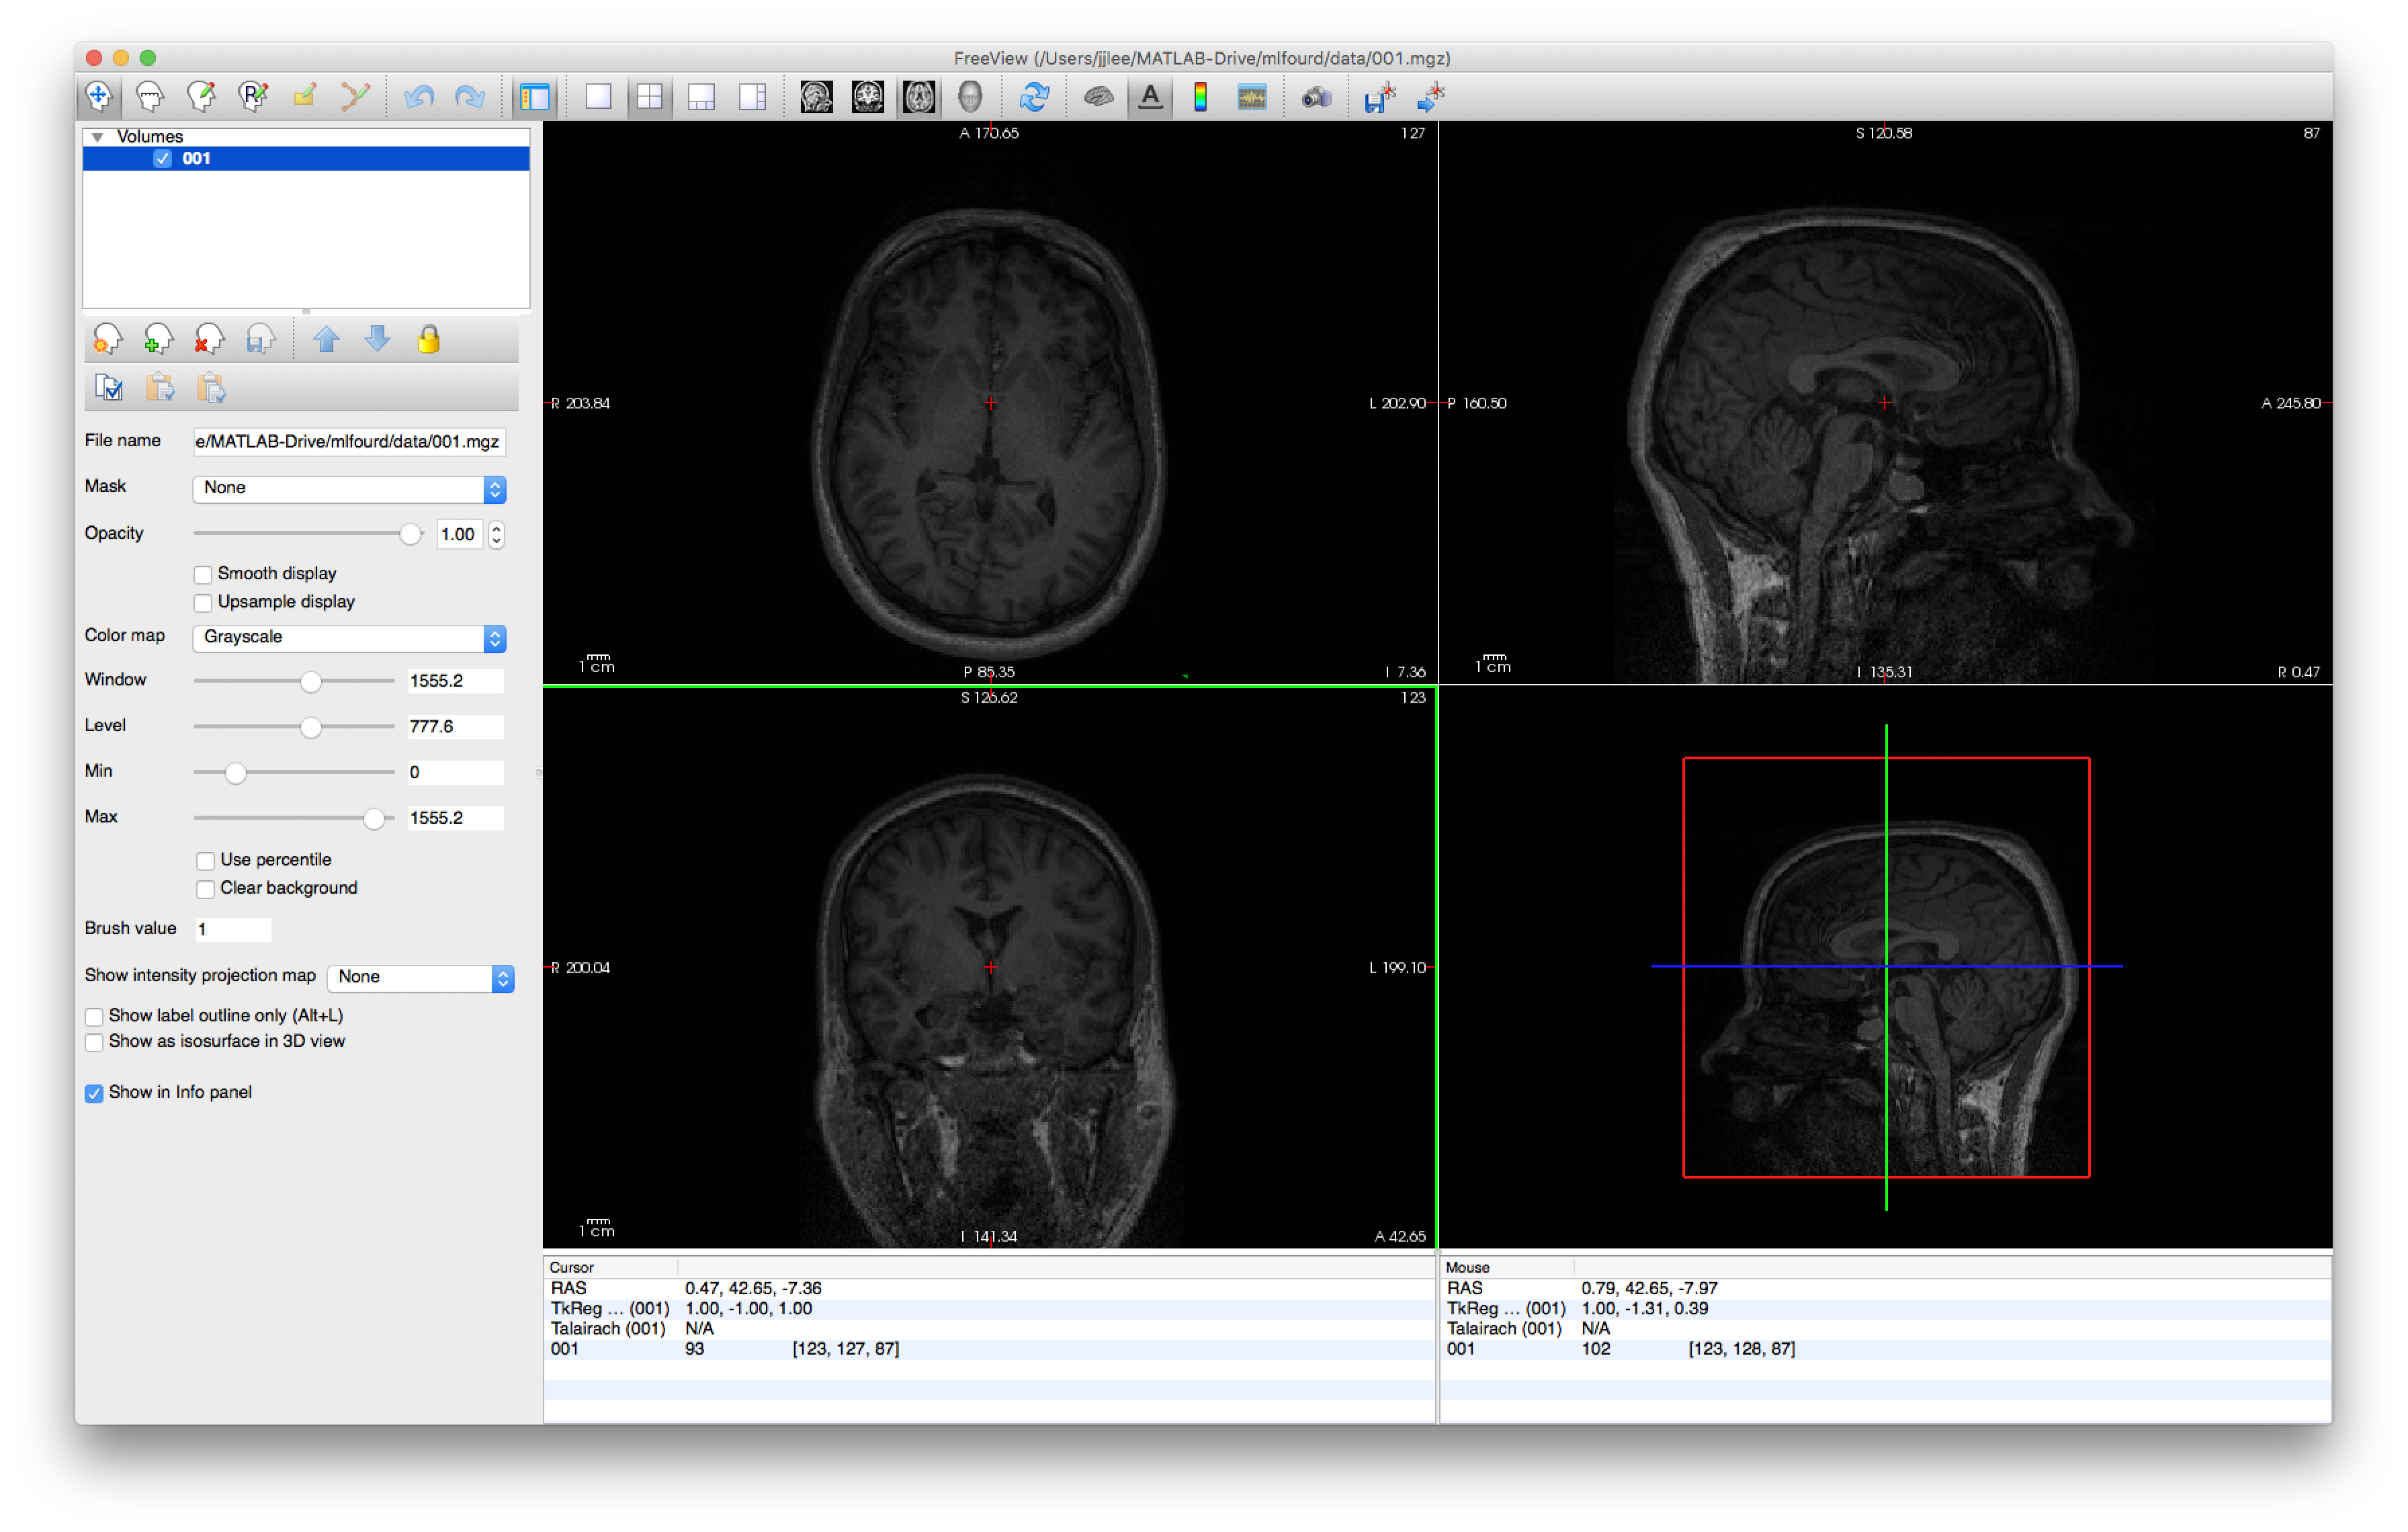 FreeView (/Users/jjlee/MATLAB-Drive/mlfourd/data/001.mgz)
Volumes
001
File name e/MATLAB-Drive/mlfourd/data/001.mgz
Mask None
Opacity 1.00
Smooth display
Upsample display
Color map Grayscale
Window 1555.2
Level 777.6
Min 0
Max 1555.2
Use percentile
Clear background
Brush value 1
Show intensity projection map None
Show label outline only (Alt+L)
Show as isosurface in 3D view
Show in Info panel
A 170.65 127
R 203.84 L 202.90
1 cm
P 85.35 I 7.36
S 120.58 87
P 160.50 A 245.80
1 cm
I 135.31 R 0.47
S 126.62 123
R 200.04 L 199.10
1 cm
I 141.34 A 42.65
Cursor
RAS 0.47, 42.65, -7.36
TkReg ... (001) 1.00, -1.00, 1.00
Talairach (001) N/A
001 93 [123, 127, 87]
Mouse
RAS 0.79, 42.65, -7.97
TkReg ... (001) 1.00, -1.31, 0.39
Talairach (001) N/A
001 102 [123, 128, 87]